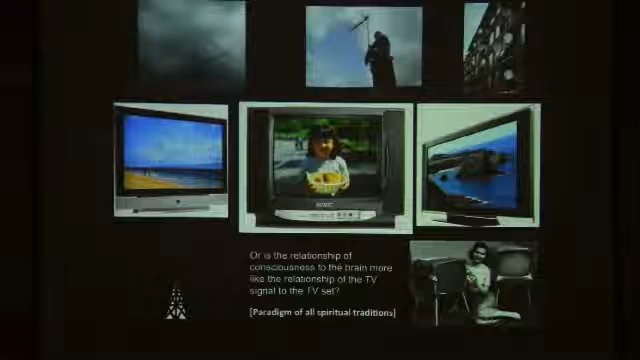 Or is the relationship of
consciousness to the brain more
like the relationship of the TV
signal to the TV set?
[Paradigm of all spiritual traditions]